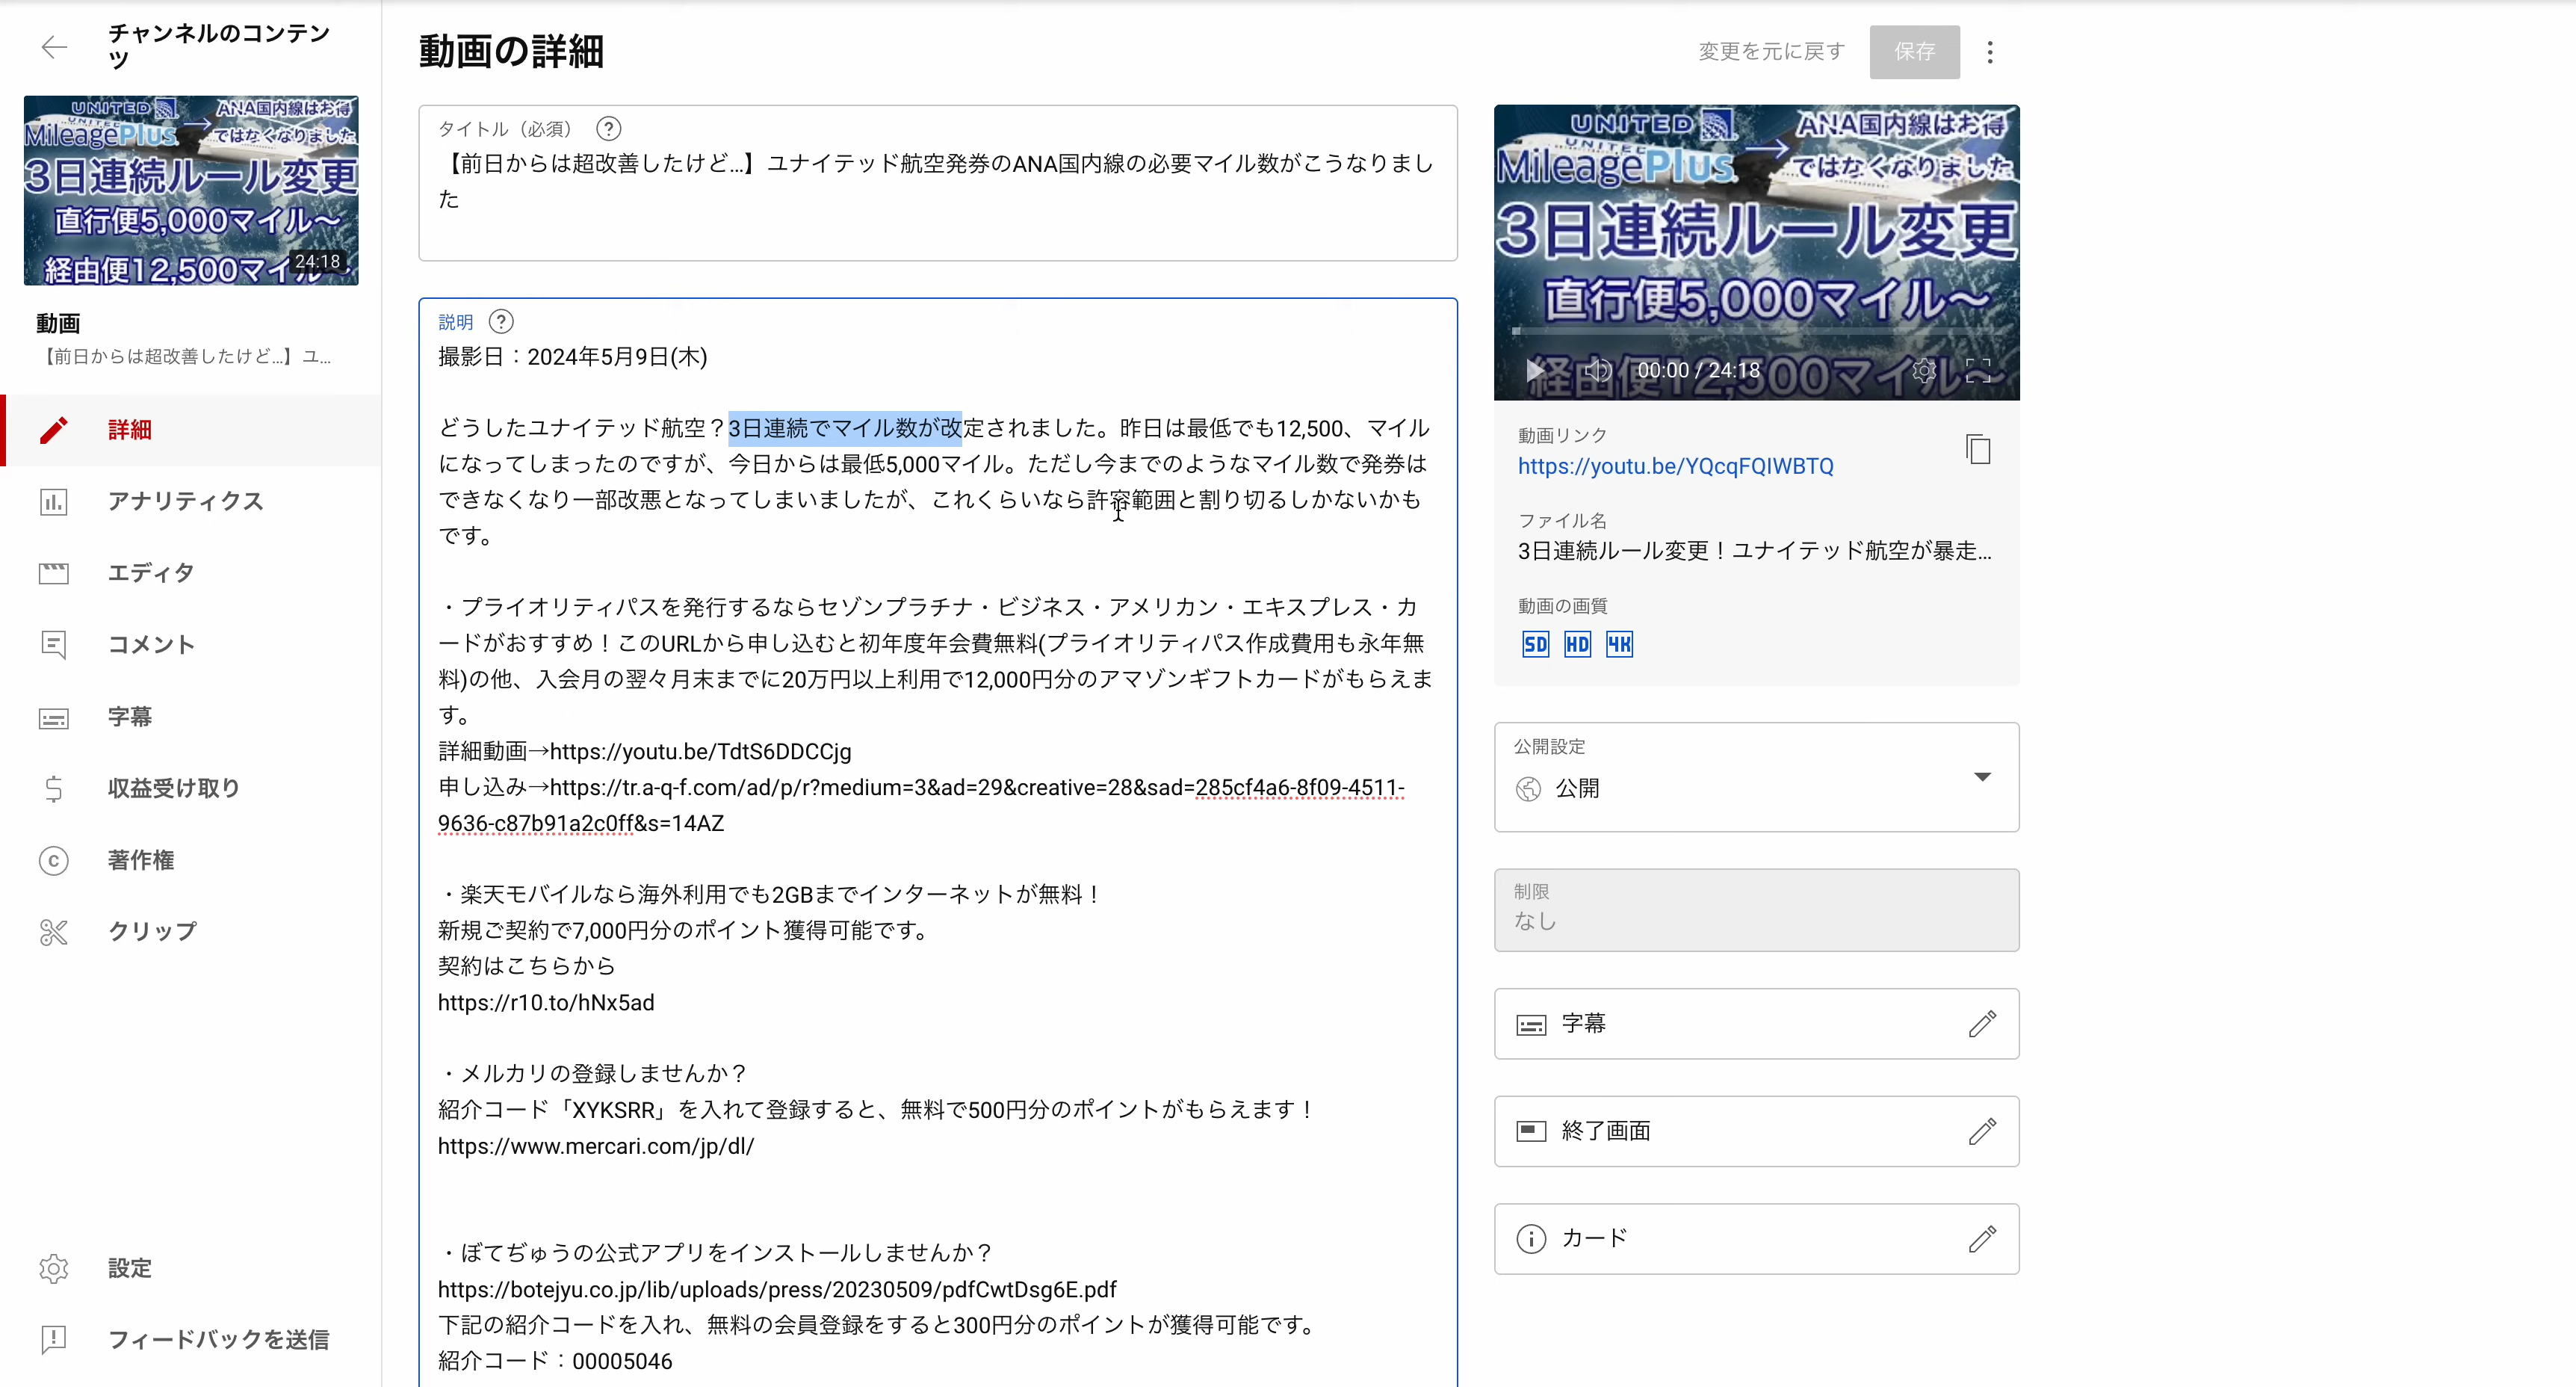 チャンネルのコンテン
ツ
UNITED
ANA国内線はお得
UNITED
MileagePlus
ではなくなりました
3日連続ルール変更
直行便5,000マイル〜
経由便12,500マイル〜
24:18
動画
【前日からは超改善したけど...】ユ...
詳細
アナリティクス
エディタ
コメント
字幕
収益受け取り
著作権
クリップ
設定
フィードバックを送信
動画の詳細
変更を元に戻す
保存
タイトル（必須）
【前日からは超改善したけど...】ユナイテッド航空発券のANA国内線の必要マイル数がこうなりまし
た
説明
撮影日：2024年5月9日(木)
どうしたユナイテッド航空？3日連続でマイル数が改定されました。昨日は最低でも12,500、マイル
になってしまったのですが、今日からは最低5,000マイル。ただし今までのようなマイル数で発券は
できなくなり一部改悪となってしまいましたが、これくらいなら許容範囲と割り切るしかないかも
です。
・プライオリティパスを発行するならセゾンプラチナ・ビジネス・アメリカン・エキスプレス・カ
ードがおすすめ！このURLから申し込むと初年度年会費無料(プライオリティパス作成費用も永年無
料)の他、入会月の翌々月末までに20万円以上利用で12,000円分のアマゾンギフトカードがもらえま
す。
詳細動画→https://youtu.be/TdtS6DDCCjg
申し込み→https://tr.a-q-f.com/ad/p/r?medium=3&ad=29&creative=28&sad=285cf4a6-8f09-4511-
9636-c87b91a2c0ff&s=14AZ
・楽天モバイルなら海外利用でも2GBまでインターネットが無料！
新規ご契約で7,000円分のポイント獲得可能です。
契約はこちらから
https://r10.to/hNx5ad
・メルカリの登録しませんか？
紹介コード「XYKSRR」を入れて登録すると、無料で500円分のポイントがもらえます！
https://www.mercari.com/jp/dl/
・ぼてぢゅうの公式アプリをインストールしませんか？
https://botejyu.co.jp/lib/uploads/press/20230509/pdfCwtDsg6E.pdf
下記の紹介コードを入れ、無料の会員登録をすると300円分のポイントが獲得可能です。
紹介コード：00005046
UNITED
ANA国内線はお得
UNITED
MileagePlus
ではなくなりました
3日連続ルール変更
直行便5,000マイル〜
経由便12,500マイル〜
00:00 / 24:18
動画リンク
https://youtu.be/YQcqFQIWBTQ
ファイル名
3日連続ルール変更！ユナイテッド航空が暴走...
動画の画質
SD HD 4K
公開設定
公開
制限
なし
字幕
終了画面
カード